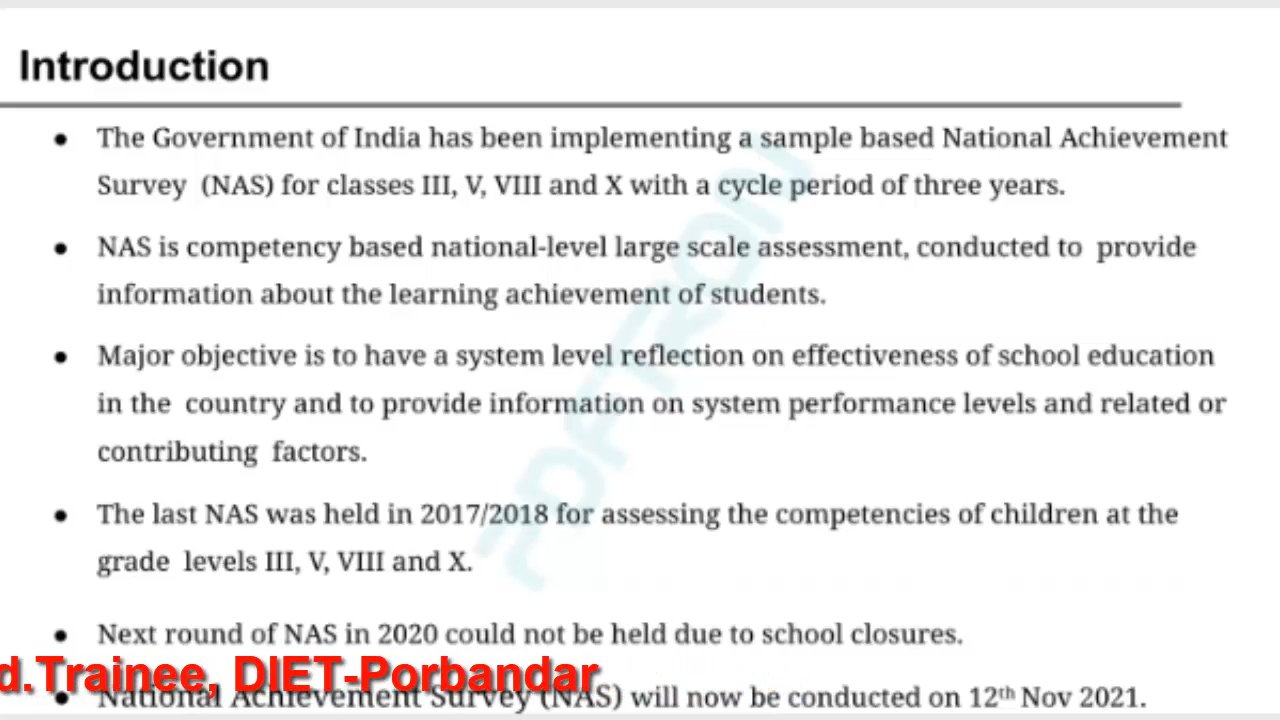 Introduction
● The Government of India has been implementing a sample based National Achievement
Survey (NAS) for classes III, V, VIII and X with a cycle period of three years.
● NAS is competency based national-level large scale assessment, conducted to provide
information about the learning achievement of students.
● Major objective is to have a system level reflection on effectiveness of school education
in the country and to provide information on system performance levels and related or
contributing factors.
● The last NAS was held in 2017/2018 for assessing the competencies of children at the
grade levels III, V, VIII and X.
● Next round of NAS in 2020 could not be held due to school closures.
d.Trainee, DIET-Porbandar
● National Achievement Survey (NAS) will now be conducted on 12th Nov 2021.
PDFTRON